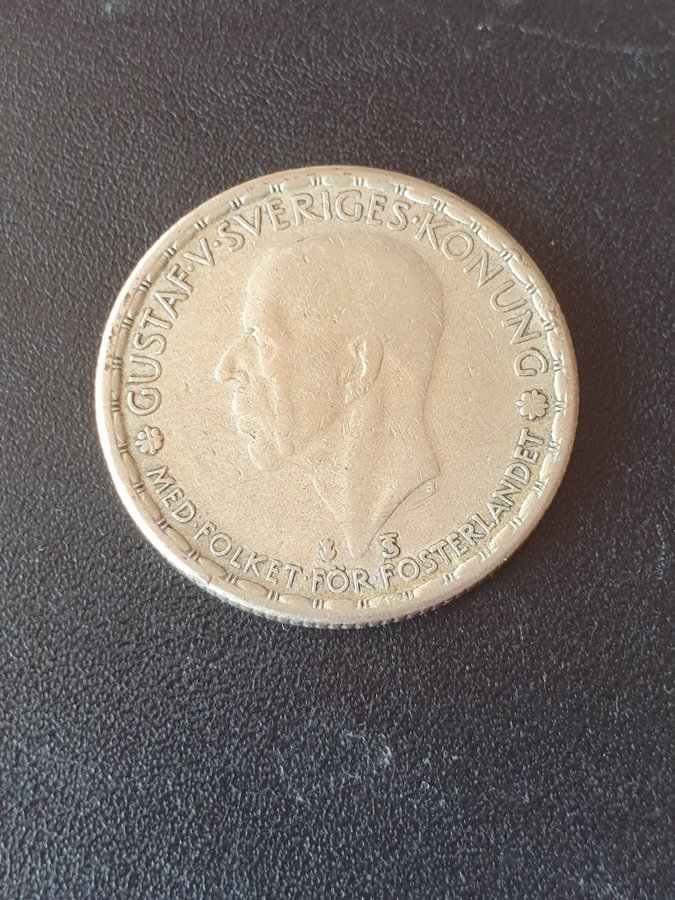 GUSTAF·V·SVERIGES·KONUNG
MED·FOLKET·FÖR·FOSTERLANDET